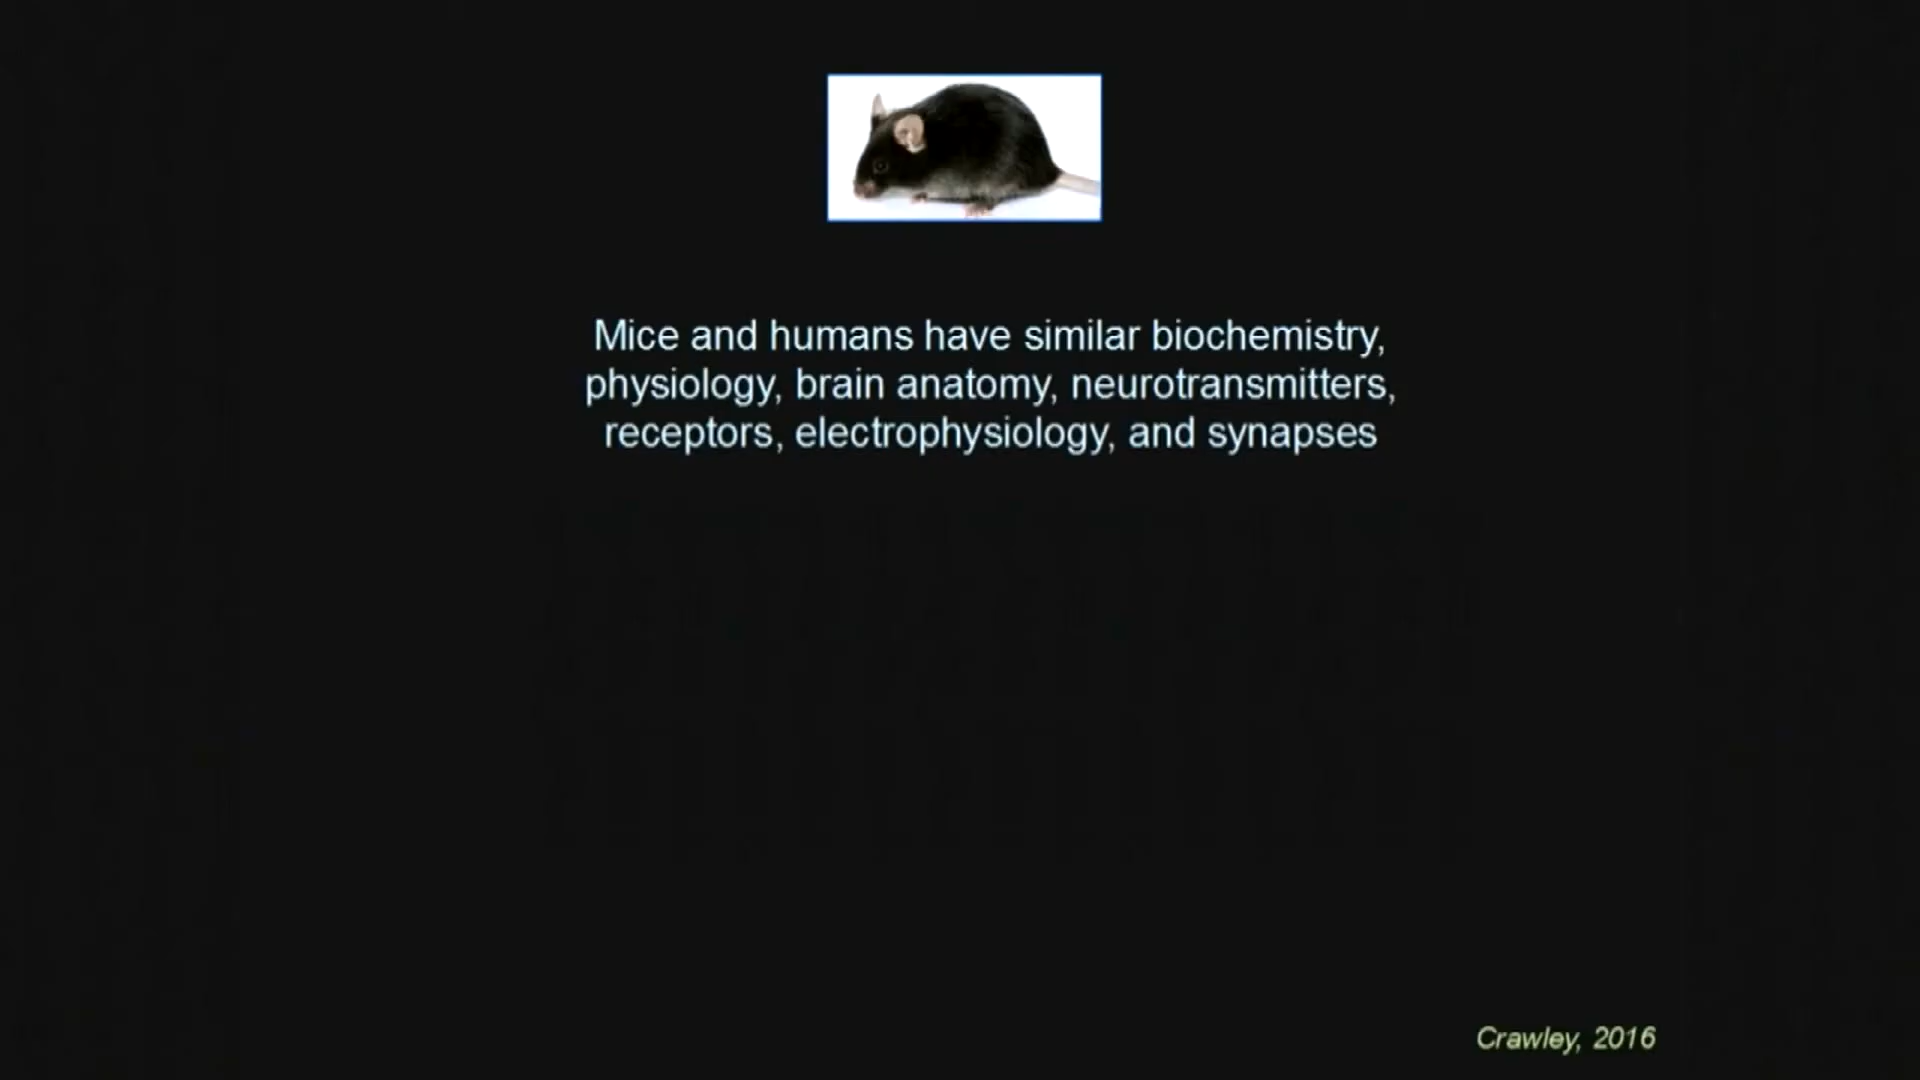 Mice and humans have similar biochemistry,
physiology, brain anatomy, neurotransmitters,
receptors, electrophysiology, and synapses
Crawley, 2016